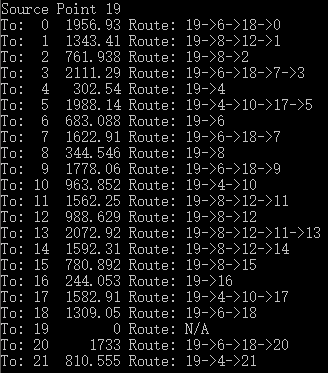 Source Point 19
To: 0 1956.93 Route: 19->6->18->0
To: 1 1343.41 Route: 19->8->12->1
To: 2 761.938 Route: 19->8->2
To: 3 2111.29 Route: 19->6->18->7->3
To: 4 302.54 Route: 19->4
To: 5 1988.14 Route: 19->4->10->17->5
To: 6 683.088 Route: 19->6
To: 7 1622.91 Route: 19->6->18->7
To: 8 344.546 Route: 19->8
To: 9 1778.06 Route: 19->6->18->9
To: 10 963.852 Route: 19->4->10
To: 11 1562.25 Route: 19->8->12->11
To: 12 988.629 Route: 19->8->12
To: 13 2072.92 Route: 19->8->12->11->13
To: 14 1592.31 Route: 19->8->12->14
To: 15 780.892 Route: 19->8->15
To: 16 244.053 Route: 19->16
To: 17 1582.91 Route: 19->4->10->17
To: 18 1309.05 Route: 19->6->18
To: 19 0 Route: N/A
To: 20 1733 Route: 19->6->18->20
To: 21 810.555 Route: 19->4->21